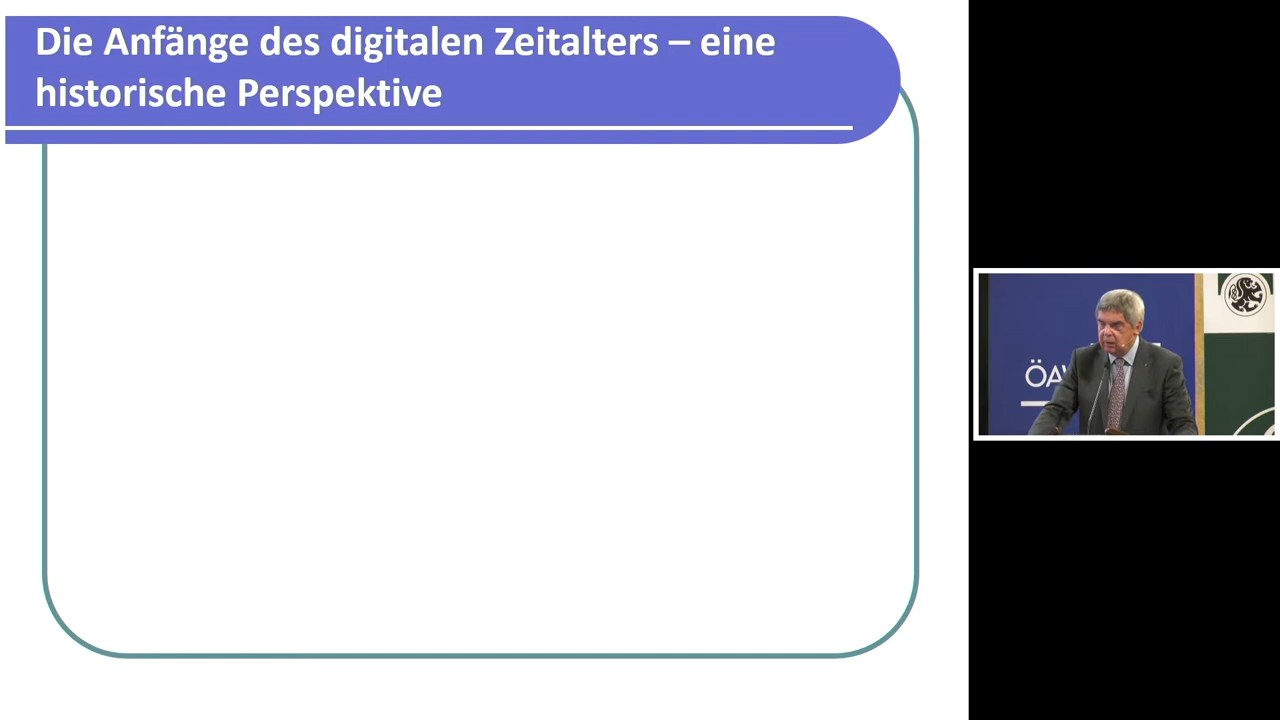 Die Anfänge des digitalen Zeitalters – eine
historische Perspektive